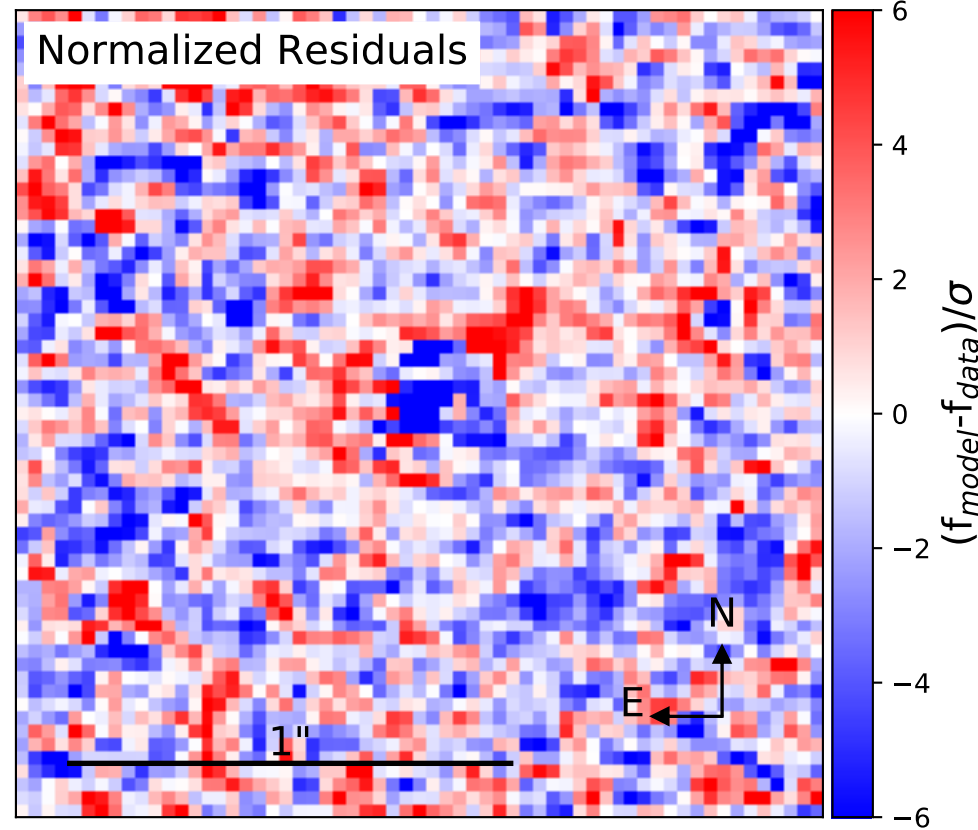 Normalized Residuals
6
4
2
0
−2
−4
−6
(f_model-f_data)/σ
N
E
1"